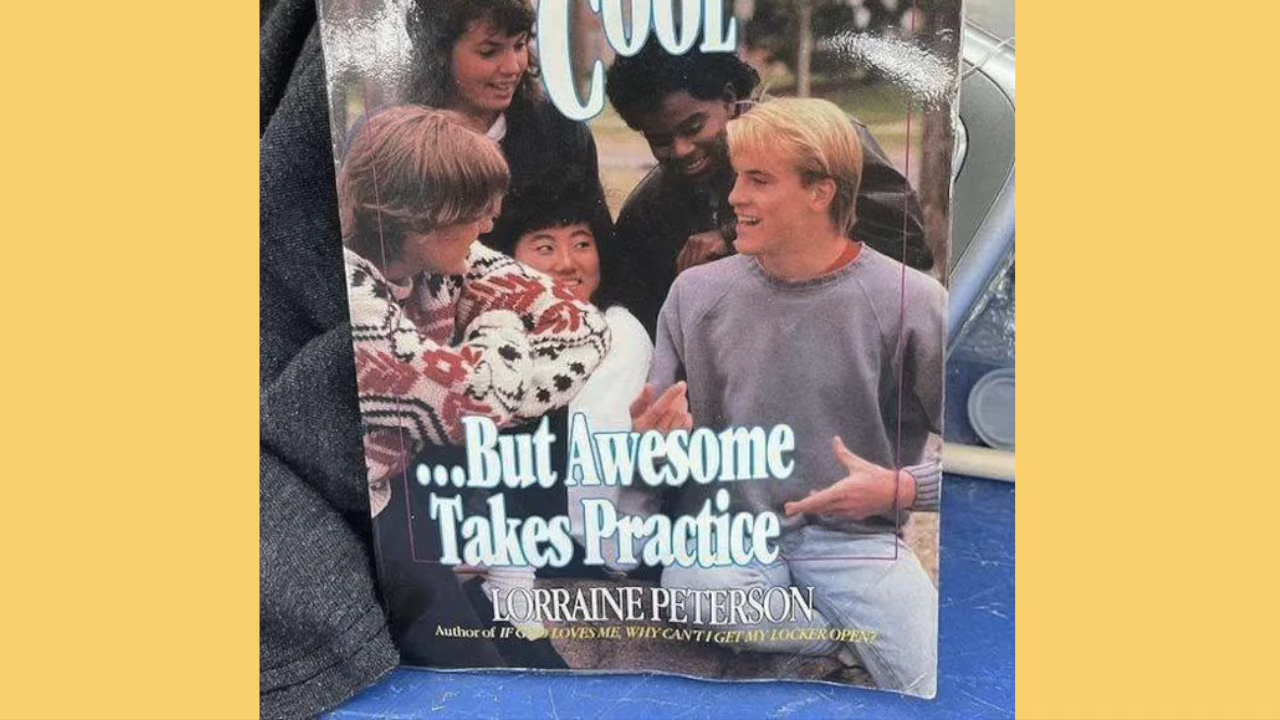 COOL
...But Awesome
Takes Practice
LORRAINE PETERSON
Author of IF GOD LOVES ME, WHY CAN'T I GET MY LOCKER OPEN?